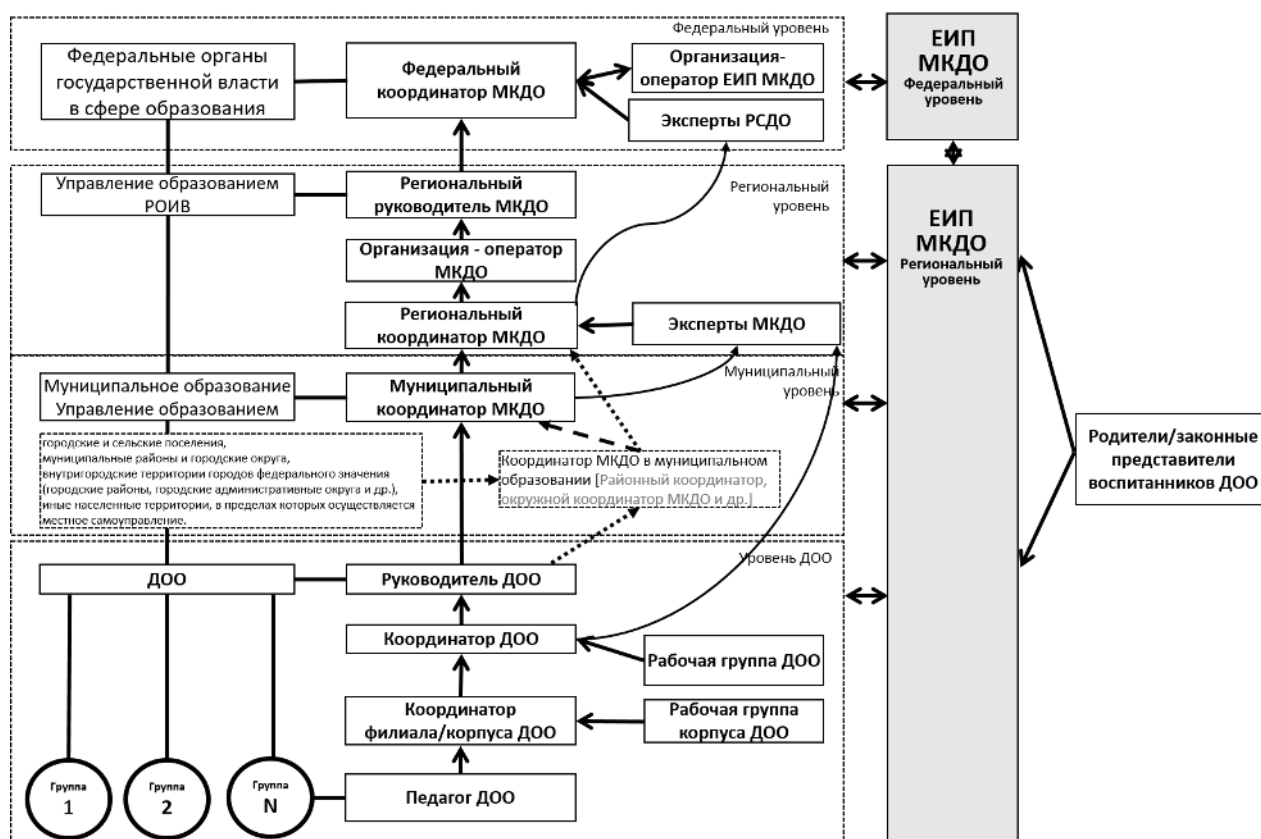 Федеральный уровень
Федеральные органы
государственной власти
в сфере образования
Федеральный
координатор МКДО
Организация-
оператор ЕИП МКДО
Эксперты РСДО
ЕИП
МКДО
Федеральный
уровень
Управление образованием
РОИВ
Региональный
руководитель МКДО
Региональный
уровень
Организация - оператор
МКДО
Региональный
координатор МКДО
Эксперты МКДО
ЕИП
МКДО
Региональный
уровень
Муниципальное образование
Управление образованием
Муниципальный
координатор МКДО
Муниципальный
уровень
городские и сельские поселения,
муниципальные районы и городские округа,
внутригородские территории городов федерального значения
(городские районы, городские административные округа и др.),
иные населенные территории, в пределах которых осуществляется
местное самоуправление.
Координатор МКДО в муниципальном
образовании [Районный координатор,
окружной координатор МКДО и др.]
Родители/законные
представители
воспитанников ДОО
Уровень ДОО
ДОО
Руководитель ДОО
Координатор ДОО
Рабочая группа ДОО
Координатор
филиала/корпуса ДОО
Рабочая группа
корпуса ДОО
Группа
1
Группа
2
Группа
N
Педагог ДОО